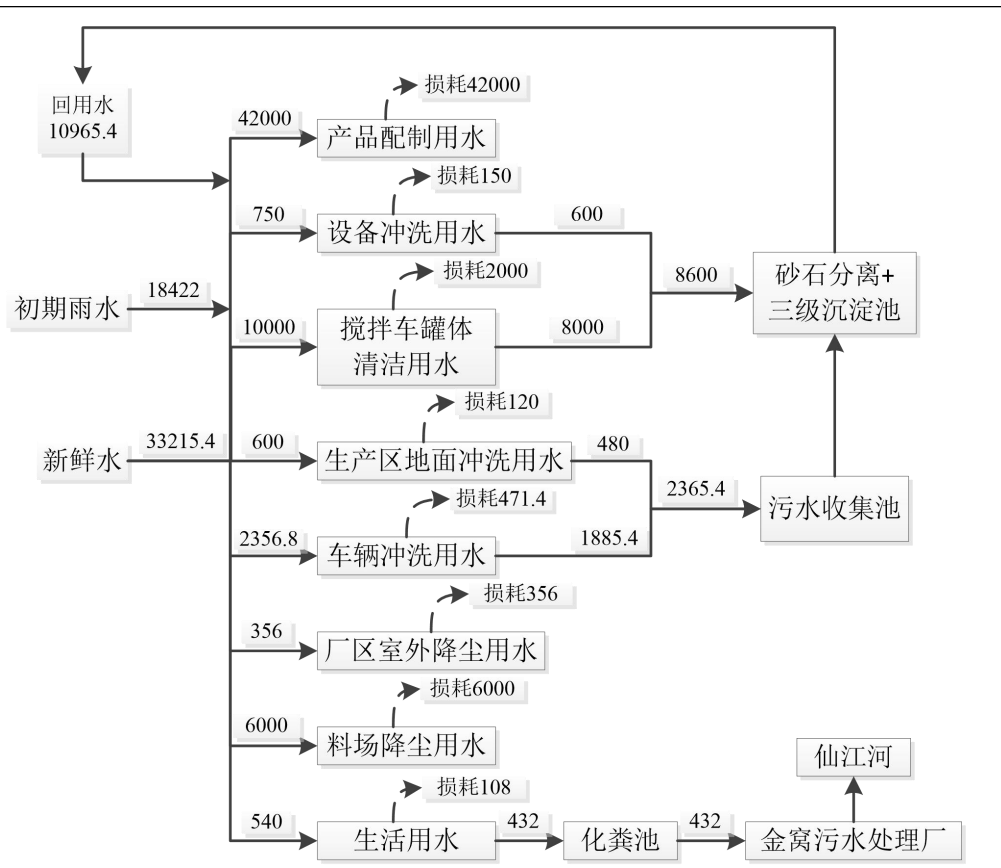 回用水
10965.4
42000
损耗42000
产品配制用水
损耗150
750
设备冲洗用水
600
初期雨水
18422
损耗2000
10000
搅拌车罐体
清洁用水
8000
8600
砂石分离+
三级沉淀池
新鲜水
33215.4
损耗120
600
生产区地面冲洗用水
480
2365.4
污水收集池
损耗471.4
2356.8
车辆冲洗用水
1885.4
损耗356
356
厂区室外降尘用水
损耗6000
6000
料场降尘用水
仙江河
损耗108
540
生活用水
432
化粪池
432
金窝污水处理厂